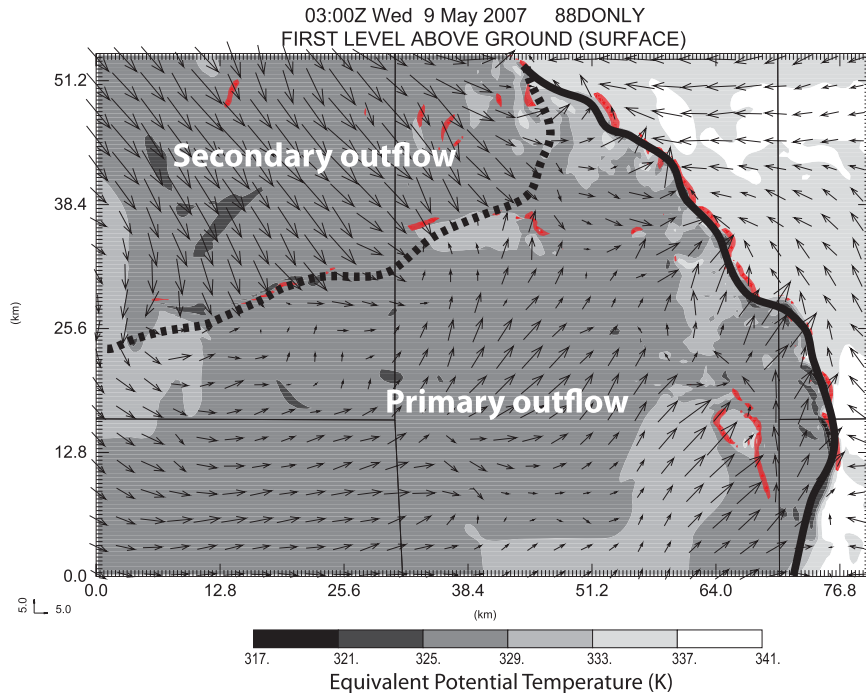 03:00Z Wed 9 May 2007 88DONLY
FIRST LEVEL ABOVE GROUND (SURFACE)
51.2
Secondary outflow
38.4
(km)
25.6
Primary outflow
12.8
0.0
0.0 12.8 25.6 38.4 51.2 64.0 76.8
(km)
5.0
5.0
317. 321. 325. 329. 333. 337. 341.
Equivalent Potential Temperature (K)